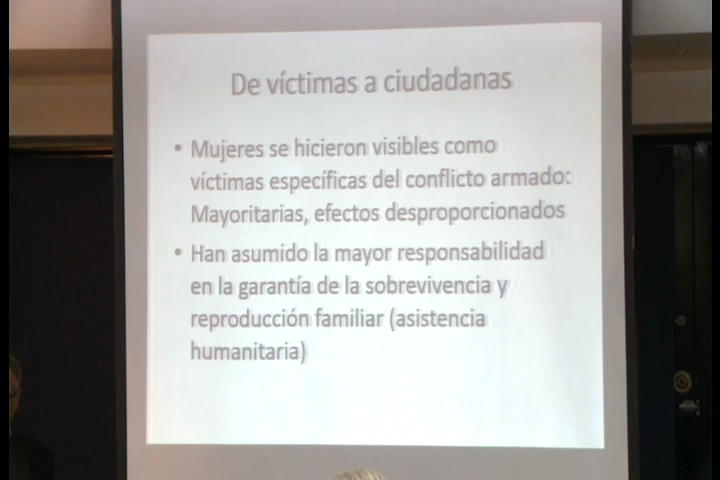 De víctimas a ciudadanas
• Mujeres se hicieron visibles como
víctimas específicas del conflicto armado:
Mayoritarias, efectos desproporcionados
• Han asumido la mayor responsabilidad
en la garantía de la sobrevivencia y
reproducción familiar (asistencia
humanitaria)